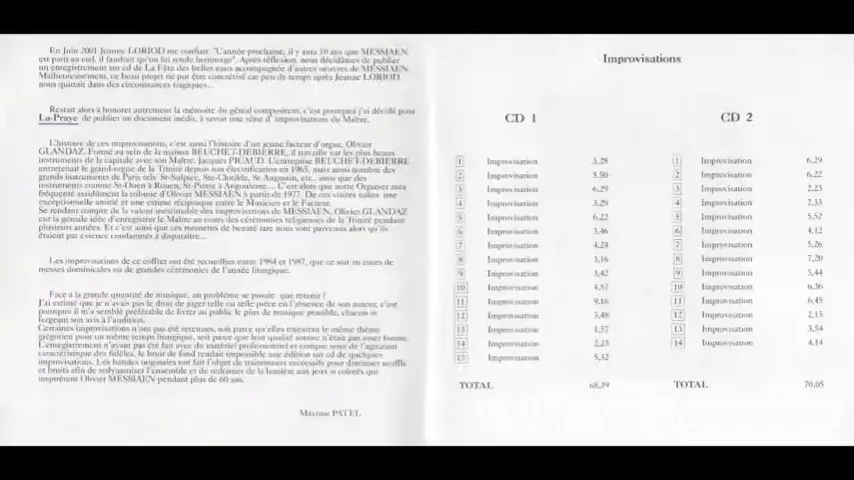 En Juin 2001 Jeanne LORIOD me confiait: "L'année prochaine, il y aura 10 ans que MESSIAEN
est parti au ciel, il faudrait qu'on lui rende hommage". Après réflexion, nous décidâmes de publier
un enregistrement sur cd de La Fête des belles eaux accompagnée d'autres oeuvres de MESSIAEN.
Malheureusement, ce beau projet ne put être concrétisé car peu de temps après Jeanne LORIOD
nous quittait dans des circonstances tragiques...
Restait alors à honorer autrement la mémoire du génial compositeur, c'est pourquoi j'ai décidé pour
La-Praye de publier un document inédit, à savoir une série d'improvisations du Maître.
L'histoire de ces improvisations, c'est aussi l'histoire d'un jeune facteur d'orgue, Olivier
GLANDAZ. Formé au sein de la maison BEUCHET-DEBIERRE, il travaille sur les plus beaux
instruments de la capitale avec son Maître, Jacques PICAUD. L'entreprise BEUCHET-DEBIERRE
entretenait le grand-orgue de la Trinité depuis son électrification en 1965, mais aussi nombre des
grands instruments de Paris tels St-Sulpice, Ste-Clotilde, St-Augustin, etc... ainsi que des
instruments comme St-Ouen à Rouen, St-Pierre à Angoulême... C'est alors que notre Organier aura
fréquenté assidûment la tribune d'Olivier MESSIAEN à partir de 1977. De ces visites naîtra une
exceptionnelle amitié et une estime réciproque entre le Musicien et le Facteur.
Se rendant compte de la valeur inestimable des improvisations de MESSIAEN, Olivier GLANDAZ
eut la géniale idée d'enregistrer le Maître au cours des cérémonies religieuses de la Trinité pendant
plusieurs années. Et c'est ainsi que ces moments de beauté rare nous sont parvenus alors qu'ils
étaient par essence condamnés à disparaître...
Les improvisations de ce coffret ont été recueillies entre 1984 et 1987, que ce soit au cours de
messes dominicales ou de grandes cérémonies de l'année liturgique.
Face à la grande quantité de musique, un problème se posait: que retenir ?
J'ai estimé que je n'avais pas le droit de juger telle ou telle pièce en l'absence de son auteur, c'est
pourquoi il m'a semblé préférable de livrer au public le plus de musique possible, chacun se
forgeant son avis à l'audition.
Certaines improvisations n'ont pas été retenues, soit parce qu'elles traitaient le même thème
grégorien pour un même temps liturgique, soit parce que leur qualité sonore n'était pas assez bonne.
L'enregistrement n'ayant pas été fait avec du matériel professionnel et compte tenu de l'agitation
caractéristique des fidèles, le bruit de fond rendait impossible une édition sur cd de quelques
improvisations. Les bandes originales ont fait l'objet de traitements successifs pour diminuer souffle
et bruits afin de redynamiser l'ensemble et de redonner de la lumière aux jeux si colorés qui
inspirèrent Olivier MESSIAEN pendant plus de 60 ans.
Maxime PATEL
Improvisations
CD 1
1 Improvisation 3,28
2 Improvisation 5,50
3 Improvisation 6,29
4 Improvisation 3,29
5 Improvisation 6,22
6 Improvisation 3,46
7 Improvisation 4,24
8 Improvisation 3,16
9 Improvisation 3,42
10 Improvisation 4,57
11 Improvisation 9,16
12 Improvisation 3,48
13 Improvisation 1,57
14 Improvisation 2,23
15 Improvisation 5,32
TOTAL 68,39
CD 2
1 Improvisation 6,29
2 Improvisation 6,22
3 Improvisation 2,23
4 Improvisation 2,33
5 Improvisation 5,52
6 Improvisation 4,12
7 Improvisation 5,26
8 Improvisation 7,20
9 Improvisation 5,44
10 Improvisation 6,36
11 Improvisation 6,45
12 Improvisation 2,15
13 Improvisation 3,54
14 Improvisation 4,14
TOTAL 70,05